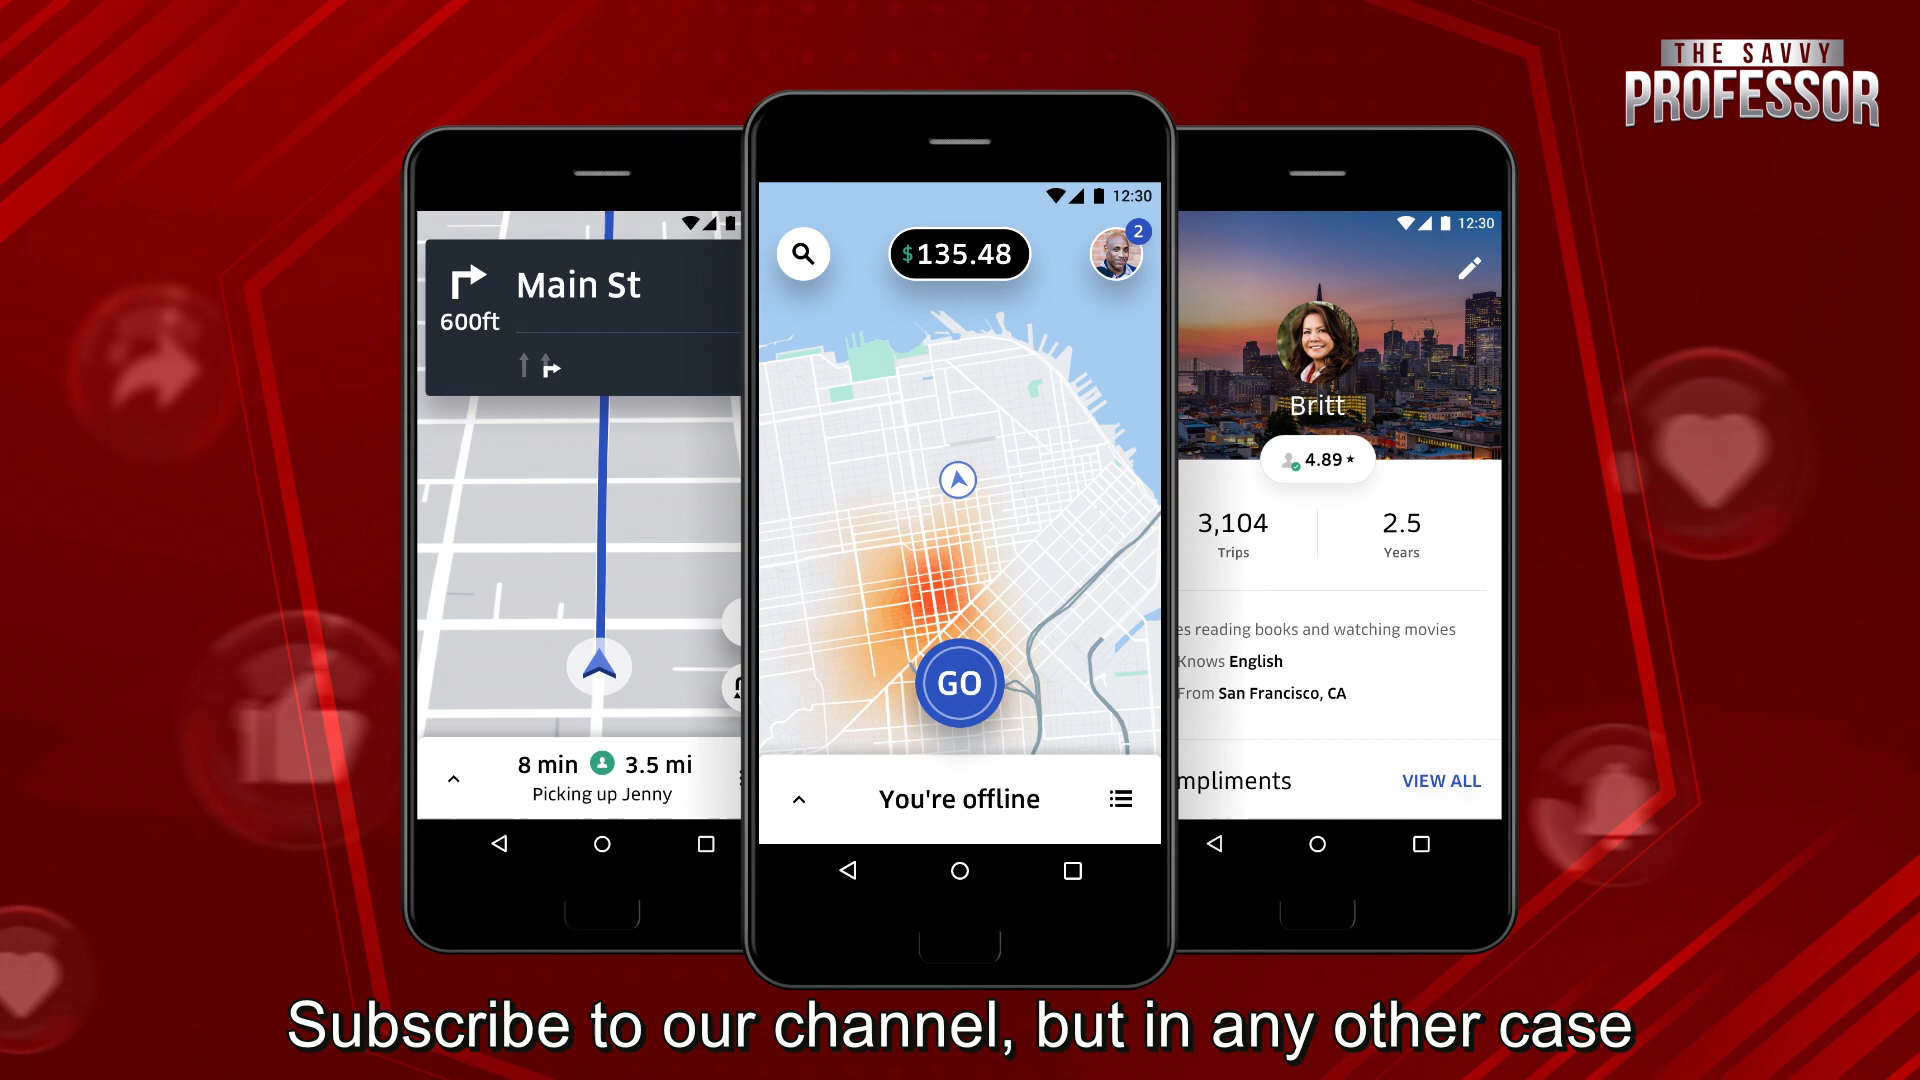 THE SAVVY
PROFESSOR
Main St
600ft
8 min 3.5 mi
Picking up Jenny
12:30
$135.48
2
GO
You're offline
12:30
Britt
4.89 ★
3,104
Trips
2.5
Years
es reading books and watching movies
Knows English
From San Francisco, CA
mpliments
VIEW ALL
Subscribe to our channel, but in any other case